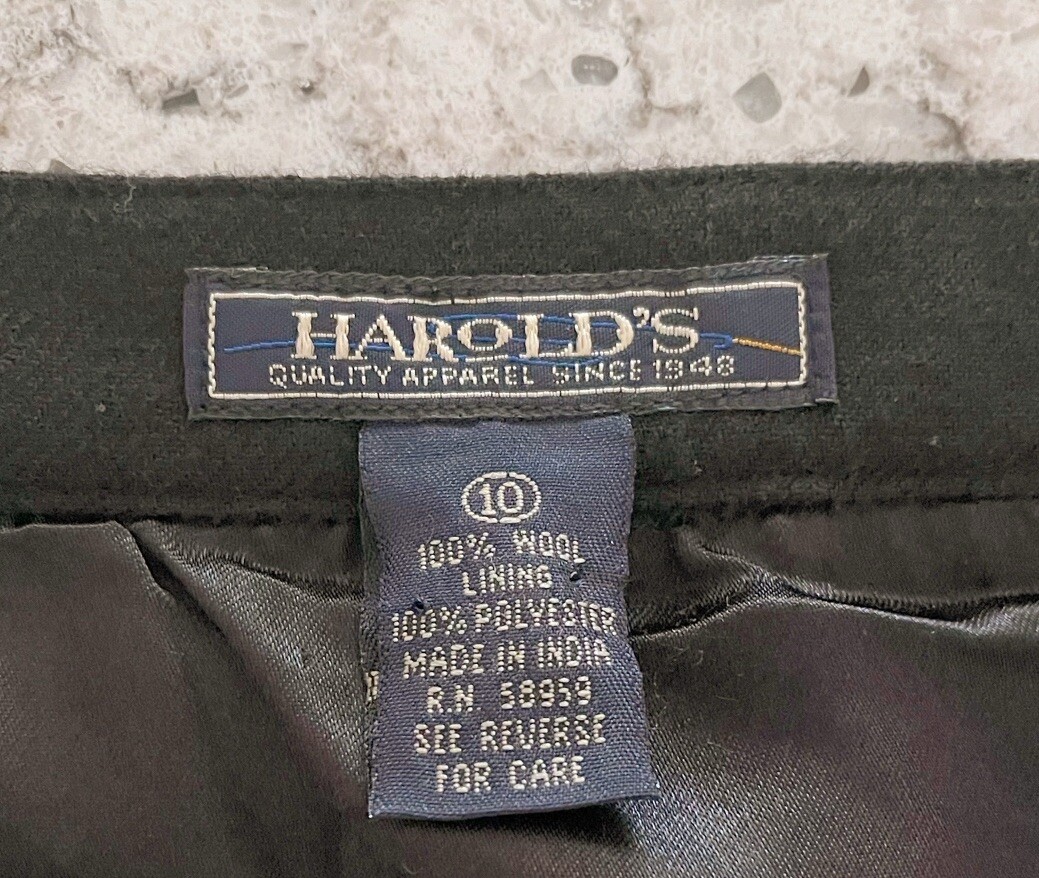 HAROLD'S
QUALITY APPAREL SINCE 1948
10
100% WOOL
LINING
100% POLYESTER
MADE IN INDIA
R.N 58959
SEE REVERSE
FOR CARE